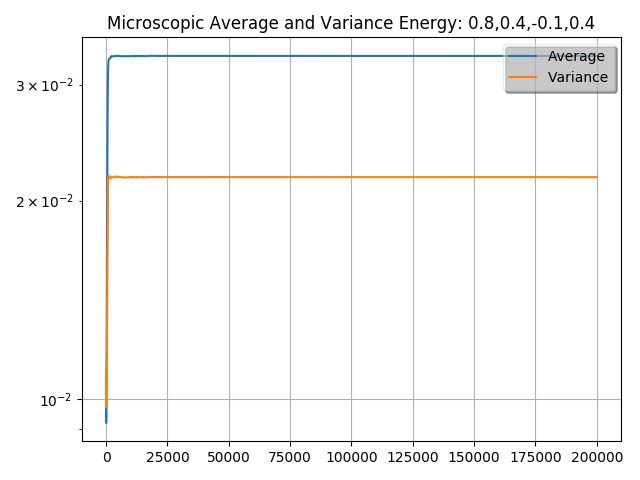 Microscopic Average and Variance Energy: 0.8,0.4,-0.1,0.4
Average
Variance
3 × 10⁻²
2 × 10⁻²
10⁻²
0 25000 50000 75000 100000 125000 150000 175000 200000